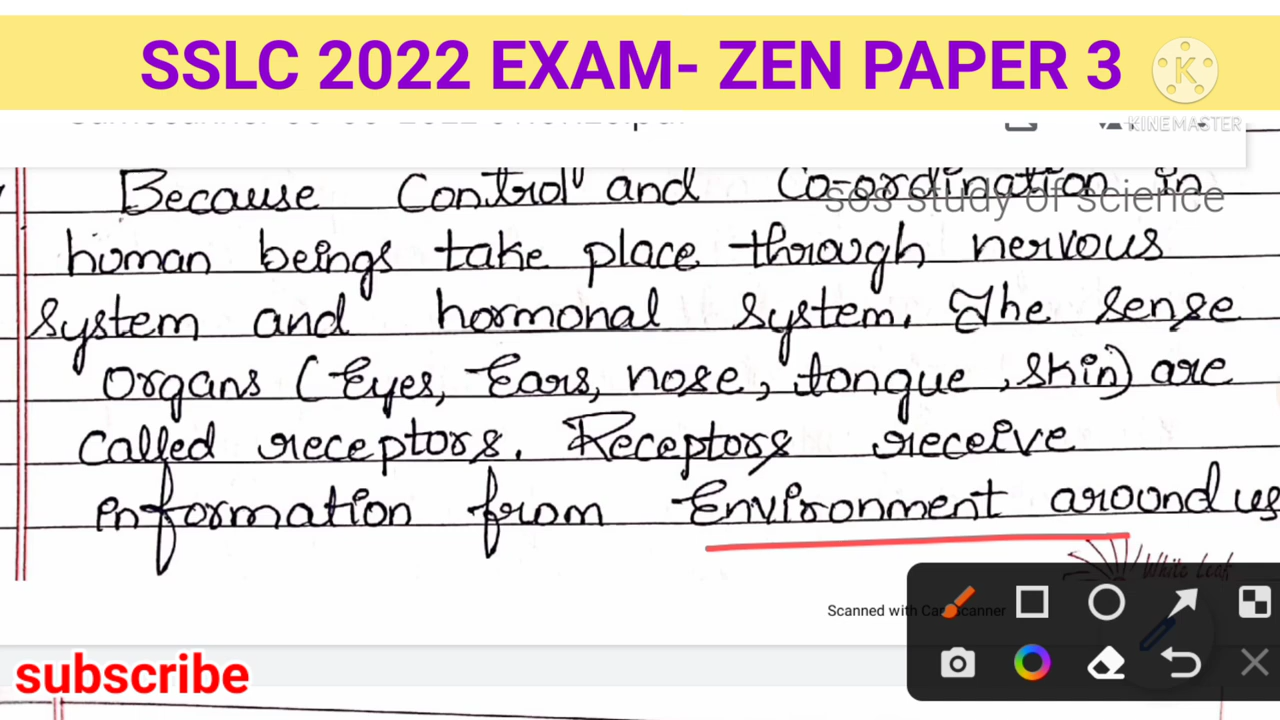 SSLC 2022 EXAM- ZEN PAPER 3
K
KINEMASTER
Because Control and Co-ordination in
sos study of science
human beings take place through nervous
system and hormonal system. The sense
Organs (Eyes, Ears, nose, tongue, skin) are
called receptors. Receptors receive
information from Environment around us
White Leaf
Scanned with CamScanner
subscribe